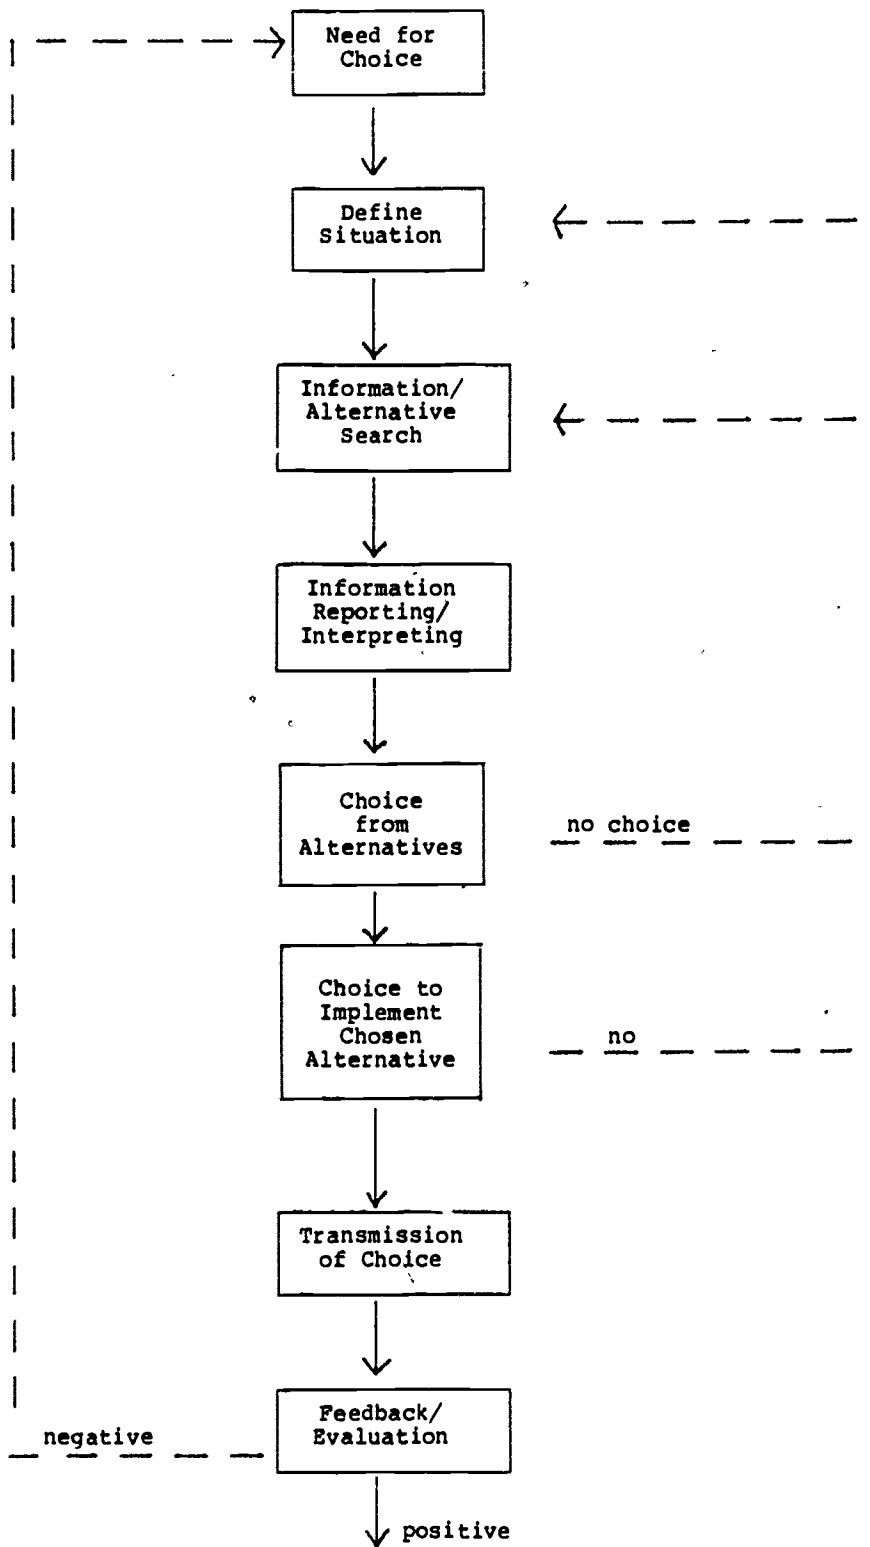 Need for
Choice
Define
Situation
Information/
Alternative
Search
Information
Reporting/
Interpreting
Choice
from
Alternatives
no choice
Choice to
Implement
Chosen
Alternative
no
Transmission
of Choice
Feedback/
Evaluation
negative
positive